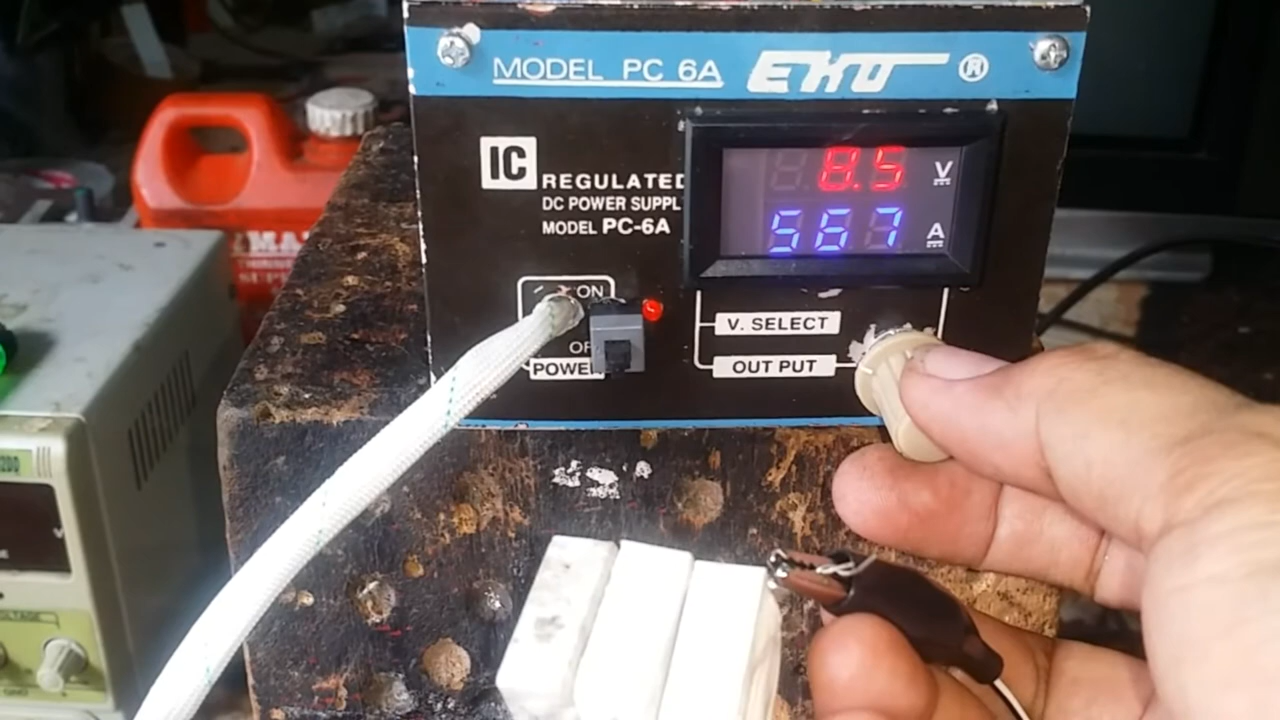 MODEL PC 6A EKO ®
IC REGULATED
DC POWER SUPPL
MODEL PC-6A
8.5 V
567 A
ON
V. SELECT
OUT PUT
POWER